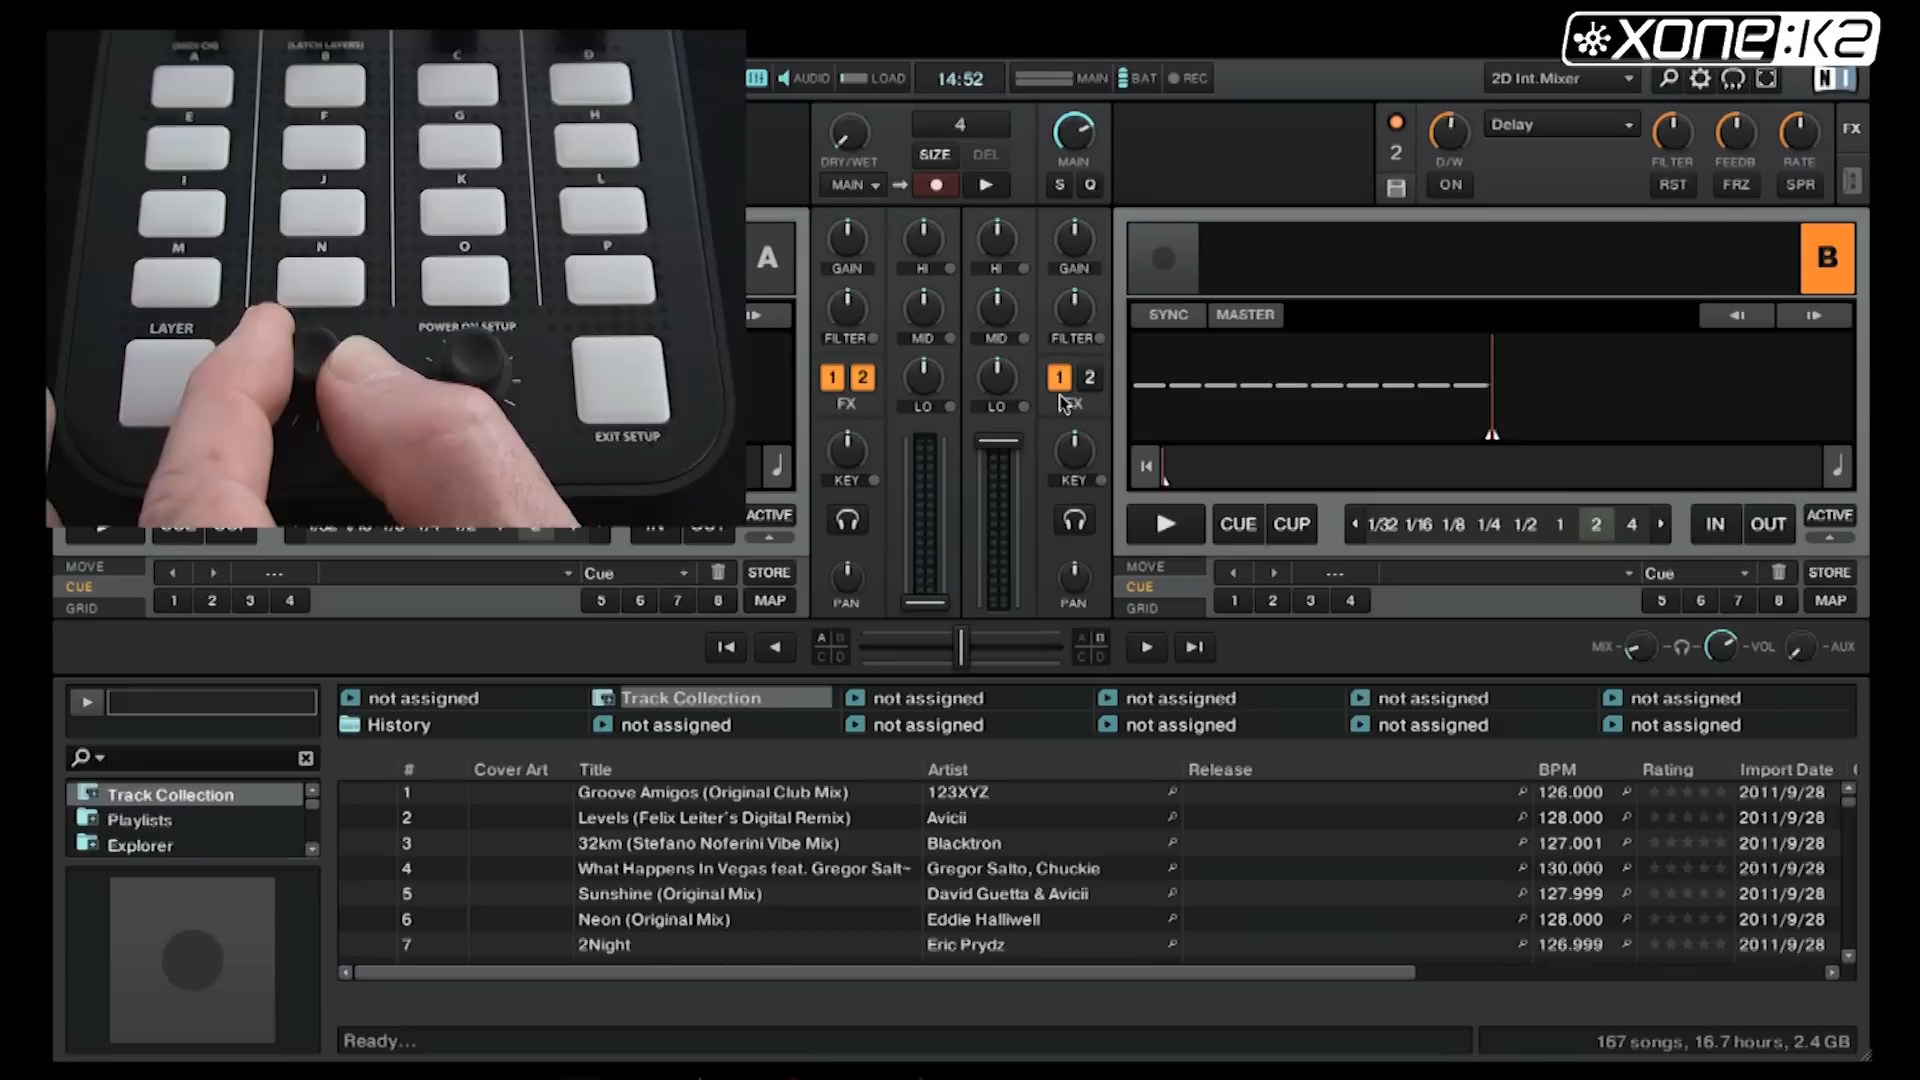 XONE:K2
(MIDI CH) (LATCH LAYERS)
A B C D
E F G H
I J K L
M N O P
LAYER POWER ON SETUP
EXIT SETUP
AUDIO LOAD 14:52 MAIN BAT REC 2D Int.Mixer
DRY/WET 4 MAIN
SIZE DEL
MAIN S Q
2 D/W Delay FILTER FEEDB RATE FX
ON RST FRZ SPR
A GAIN HI HI GAIN B
FILTER MID MID FILTER SYNC MASTER
1 2 1 2
FX LO LO FX
KEY KEY
ACTIVE CUE CUP 1/32 1/16 1/8 1/4 1/2 1 2 4 IN OUT ACTIVE
MOVE MOVE
CUE --- Cue STORE CUE --- Cue STORE
GRID 1 2 3 4 5 6 7 8 MAP PAN PAN GRID 1 2 3 4 5 6 7 8 MAP
A B C D A B C D MIX VOL AUX
not assigned Track Collection not assigned not assigned not assigned not assigned
History not assigned not assigned not assigned not assigned not assigned
# Cover Art Title Artist Release BPM Rating Import Date
Track Collection
Playlists
Explorer
1 Groove Amigos (Original Club Mix) 123XYZ 126.000 2011/9/28
2 Levels (Felix Leiter's Digital Remix) Avicii 128.000 2011/9/28
3 32km (Stefano Noferini Vibe Mix) Blacktron 127.001 2011/9/28
4 What Happens In Vegas feat. Gregor Salt~ Gregor Salto, Chuckie 130.000 2011/9/28
5 Sunshine (Original Mix) David Guetta & Avicii 127.999 2011/9/28
6 Neon (Original Mix) Eddie Halliwell 128.000 2011/9/28
7 2Night Eric Prydz 126.999 2011/9/28
Ready... 167 songs, 16.7 hours, 2.4 GB